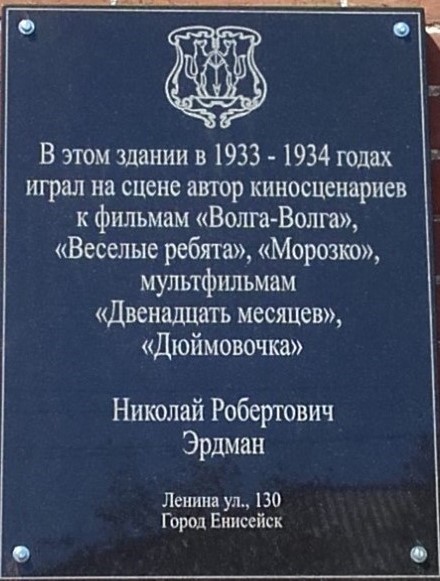 В этом здании в 1933 - 1934 годах
играл на сцене автор киносценариев
к фильмам «Волга-Волга»,
«Веселые ребята», «Морозко»,
мультфильмам
«Двенадцать месяцев»,
«Дюймовочка»
Николай Робертович
Эрдман
Ленина ул., 130
Город Енисейск